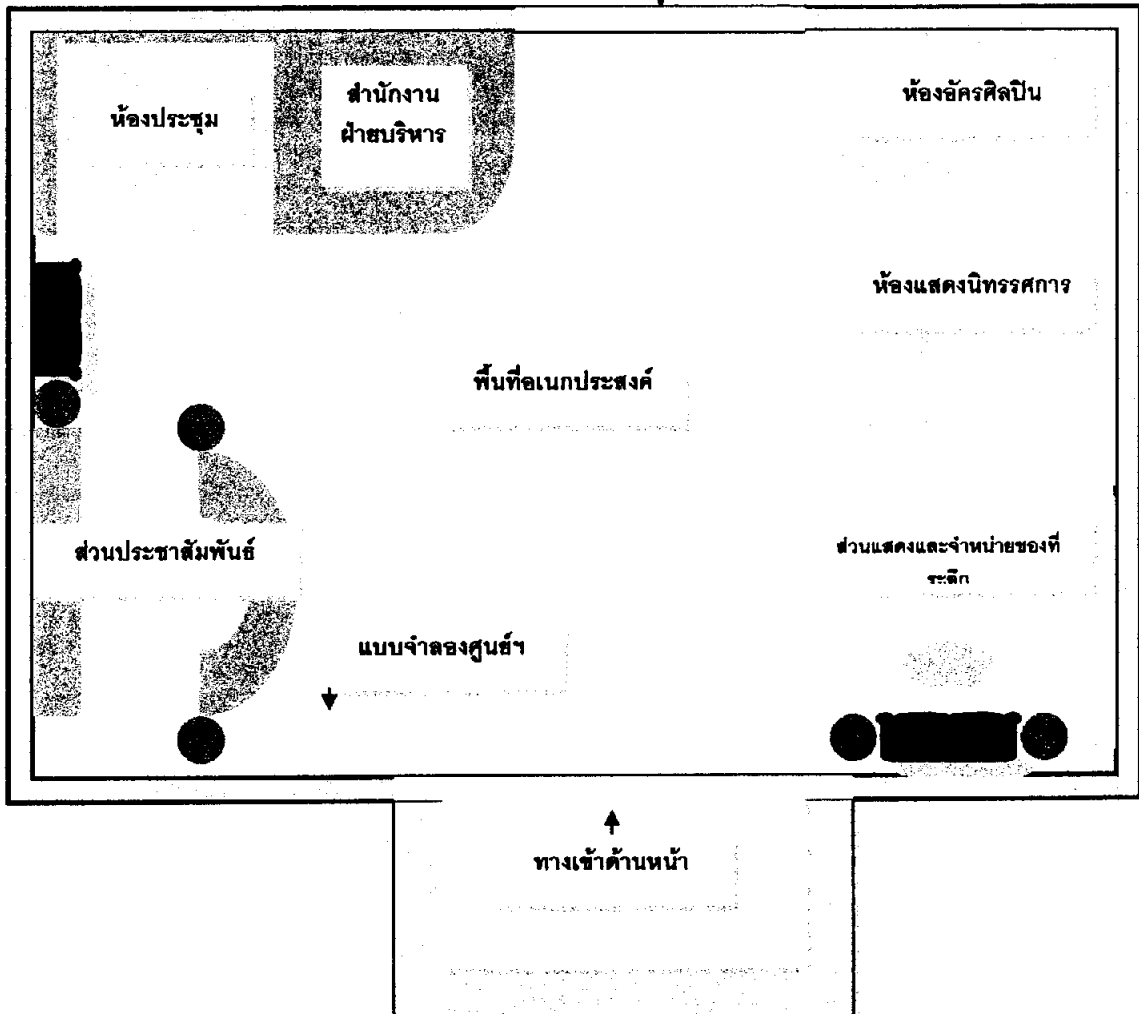 ห้องประชุม
สำนักงาน
ฝ่ายบริหาร
ห้องอัครศิลปิน
ห้องแสดงนิทรรศการ
พื้นที่อเนกประสงค์
ส่วนประชาสัมพันธ์
ส่วนแสดงและจำหน่ายของที่
ระลึก
แบบจำลองศูนย์ฯ
ทางเข้าด้านหน้า